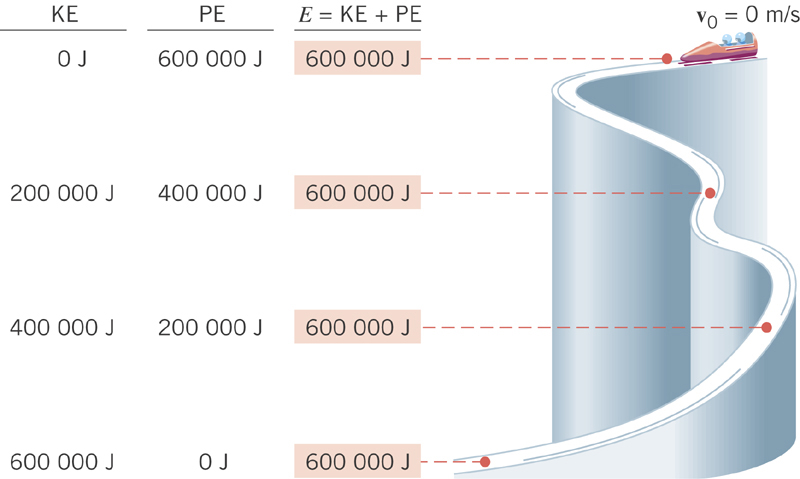 KE PE E = KE + PE v₀ = 0 m/s
0 J 600 000 J 600 000 J
200 000 J 400 000 J 600 000 J
400 000 J 200 000 J 600 000 J
600 000 J 0 J 600 000 J